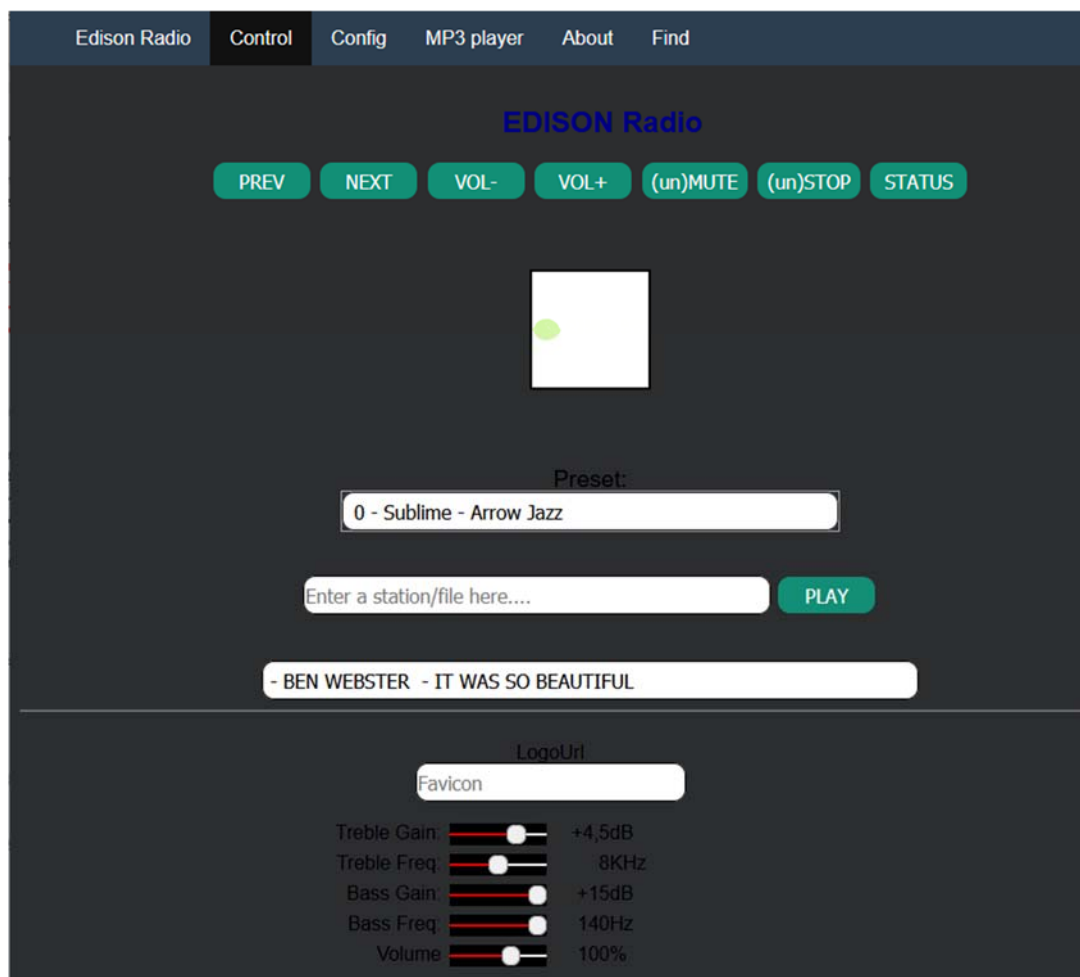 Edison Radio Control Config MP3 player About Find
EDISON Radio
PREV NEXT VOL- VOL+ (un)MUTE (un)STOP STATUS
Preset:
0 - Sublime - Arrow Jazz
Enter a station/file here.... PLAY
- BEN WEBSTER  - IT WAS SO BEAUTIFUL
LogoUrl
Favicon
Treble Gain: +4,5dB
Treble Freq: 8KHz
Bass Gain: +15dB
Bass Freq: 140Hz
Volume 100%